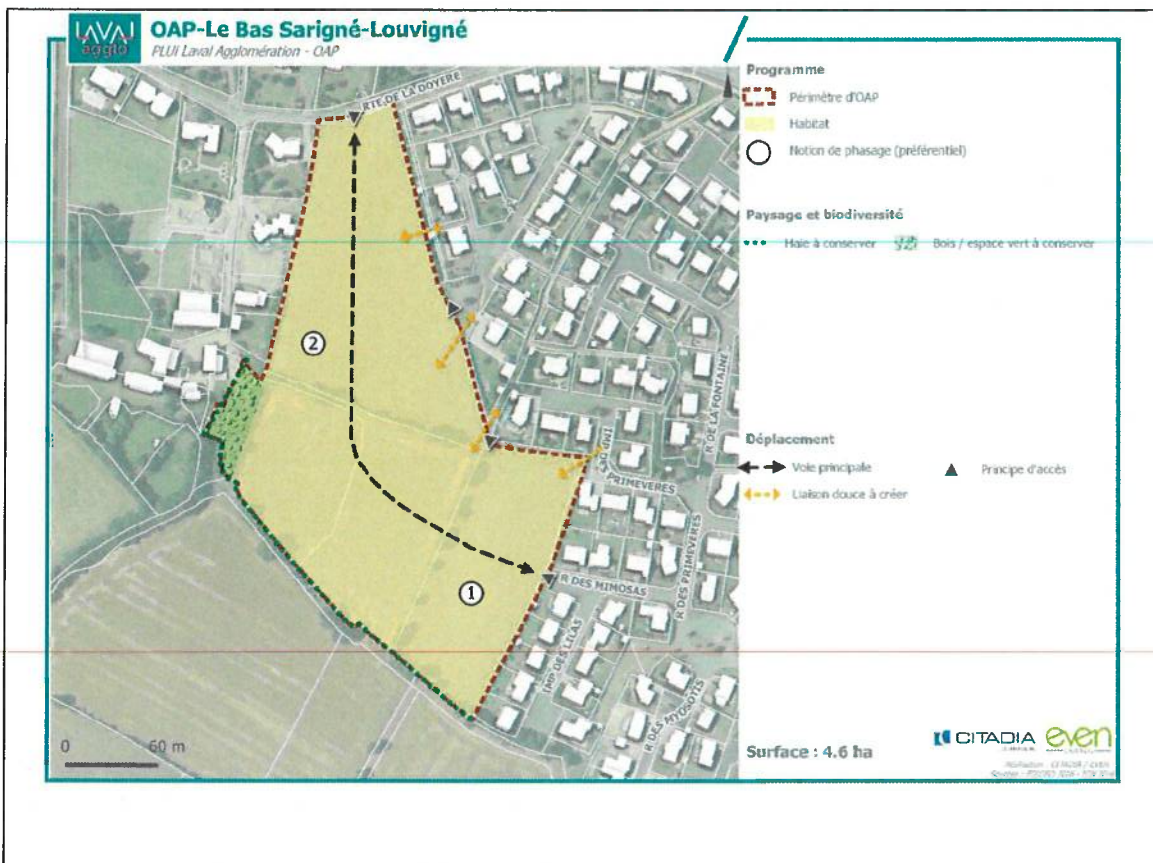 LAVAL
agglo
OAP-Le Bas Sarigné-Louvigné
PLUi Laval Agglomération - OAP
RTE DE LA DOYERE
2
R DE LA FONTAINE
IMP DES PRIMEVERES
R DES PRIMEVERES
R DES MIMOSAS
1
IMP DES LILAS
R DES MYOSOTIS
0 60 m
Programme
Périmètre d'OAP
Habitat
Notion de phasage (préférentiel)
Paysage et biodiversité
Haie à conserver Bois / espace vert à conserver
Déplacement
Voie principale Principe d'accès
Liaison douce à créer
Surface : 4.6 ha
CITADIA even